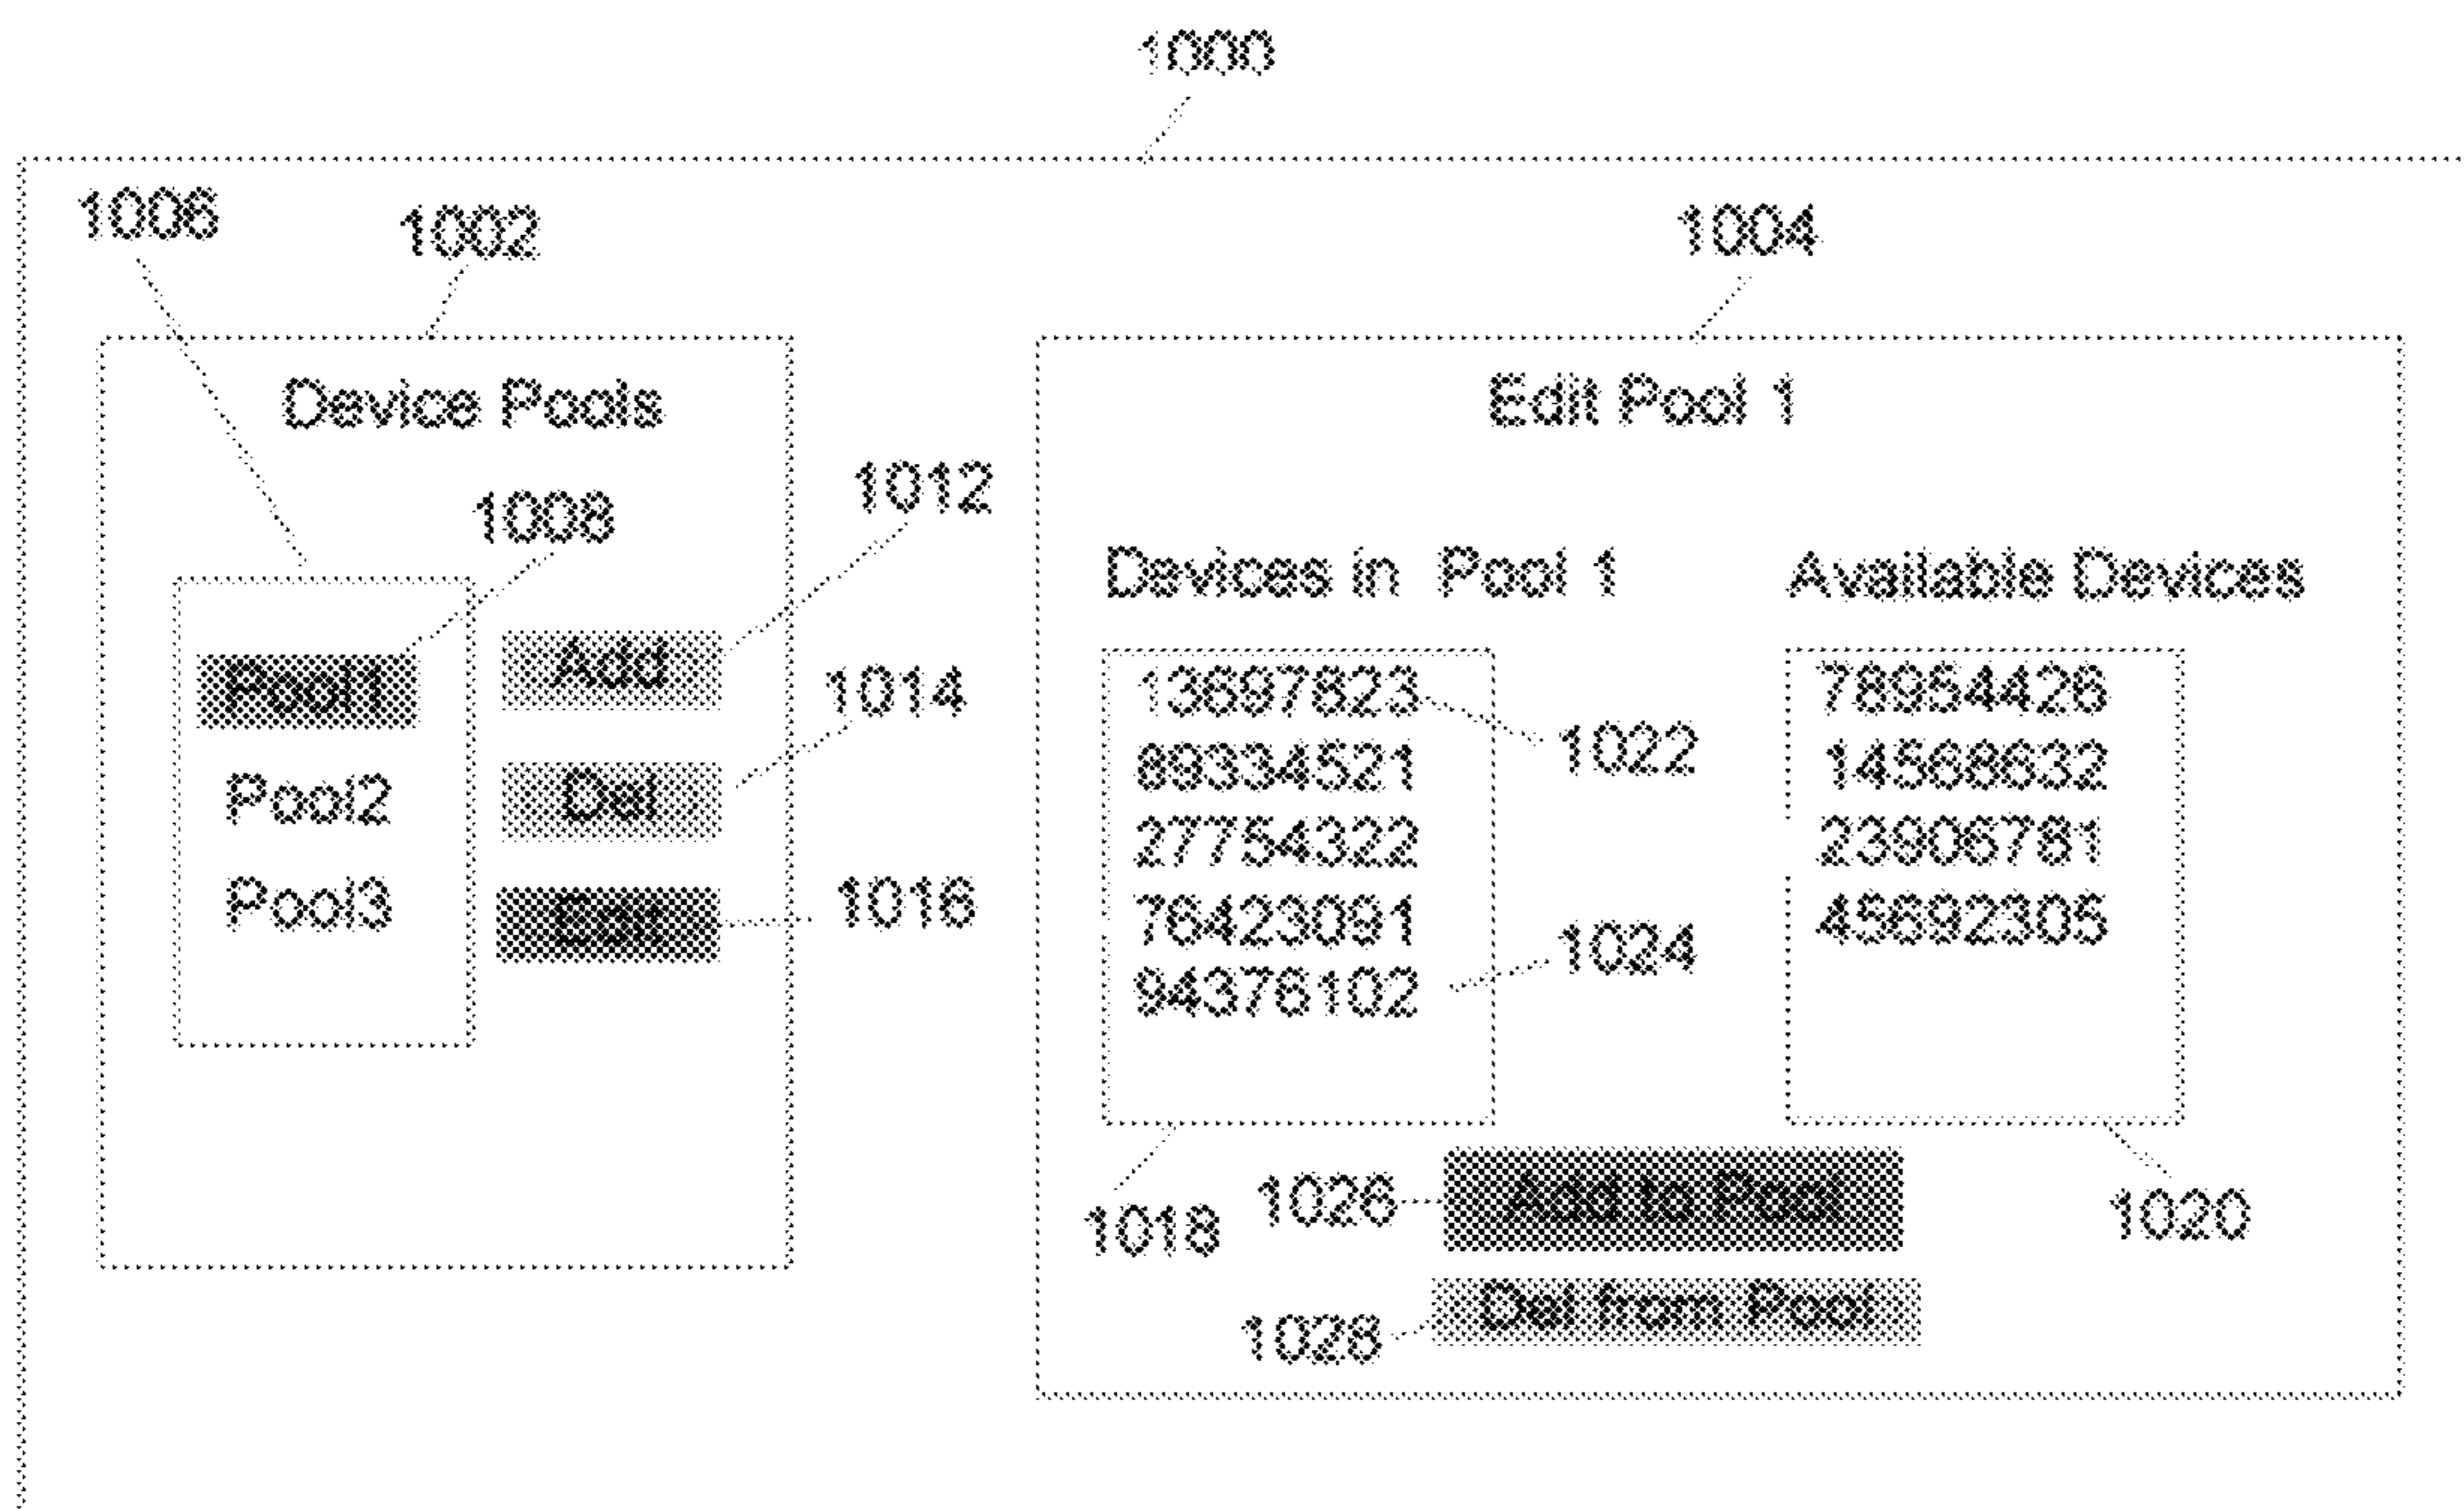 1000
1006
1002
1004
Device Pools
Edit Pool 1
1008
1012
Devices in Pool 1
Available Devices
Pool1
Add
13697823
78954426
1014
1022
89334521
14568632
Pool2
Del
27754322
23906781
Pool3
Edit
1016
76423091
1024
45692305
94376102
1018
1026
Add to Pool
1020
1028
Del from Pool